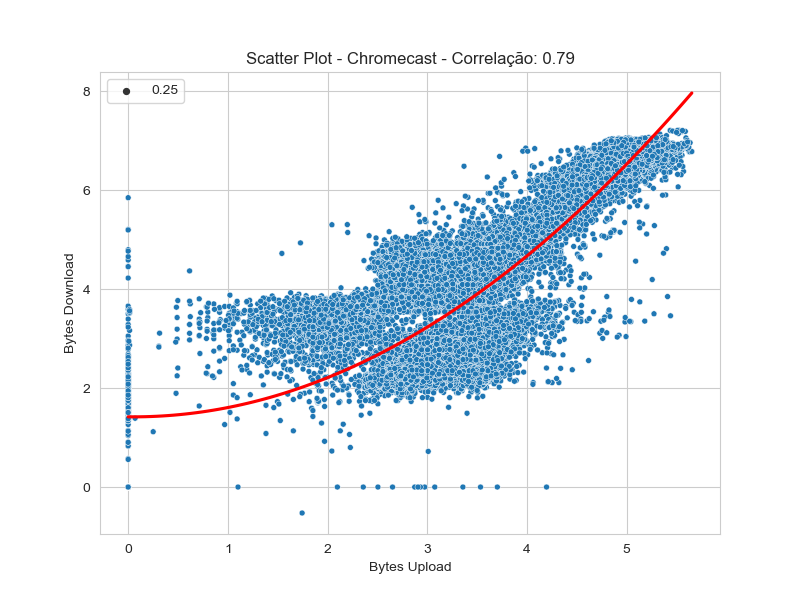 Scatter Plot - Chromecast - Correlação: 0.79
0.25
8
6
4
2
0
Bytes Download
0 1 2 3 4 5
Bytes Upload